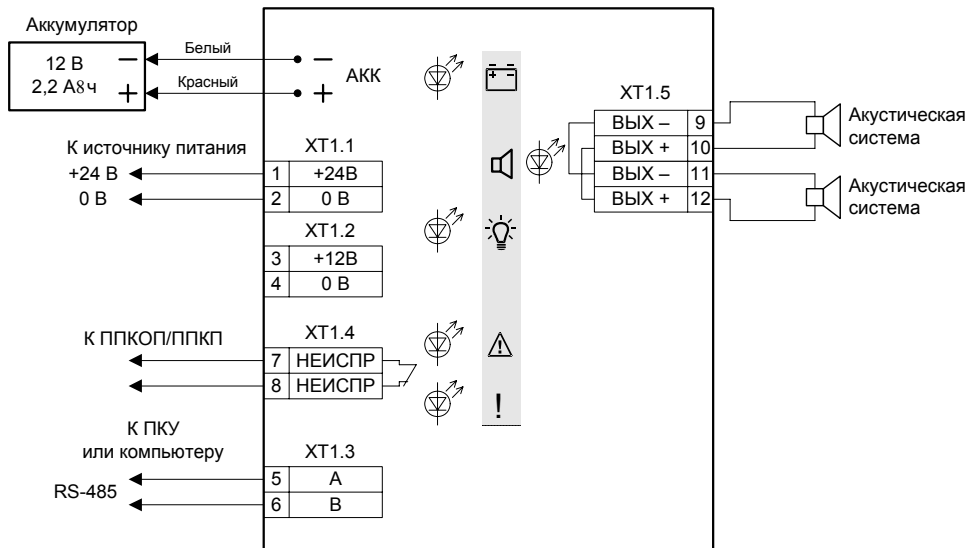 Аккумулятор
12 В
2,2 А8ч
–
+
Белый
Красный
–
+
АКК
К источнику питания
+24 В
0 В
XT1.1
1 +24В
2 0 В
XT1.2
3 +12В
4 0 В
К ППКОП/ППКП
XT1.4
7 НЕИСПР
8 НЕИСПР
К ПКУ
или компьютеру
RS-485
XT1.3
5 A
6 B
!
XT1.5
ВЫХ – 9
ВЫХ + 10
ВЫХ – 11
ВЫХ + 12
Акустическая
система
Акустическая
система